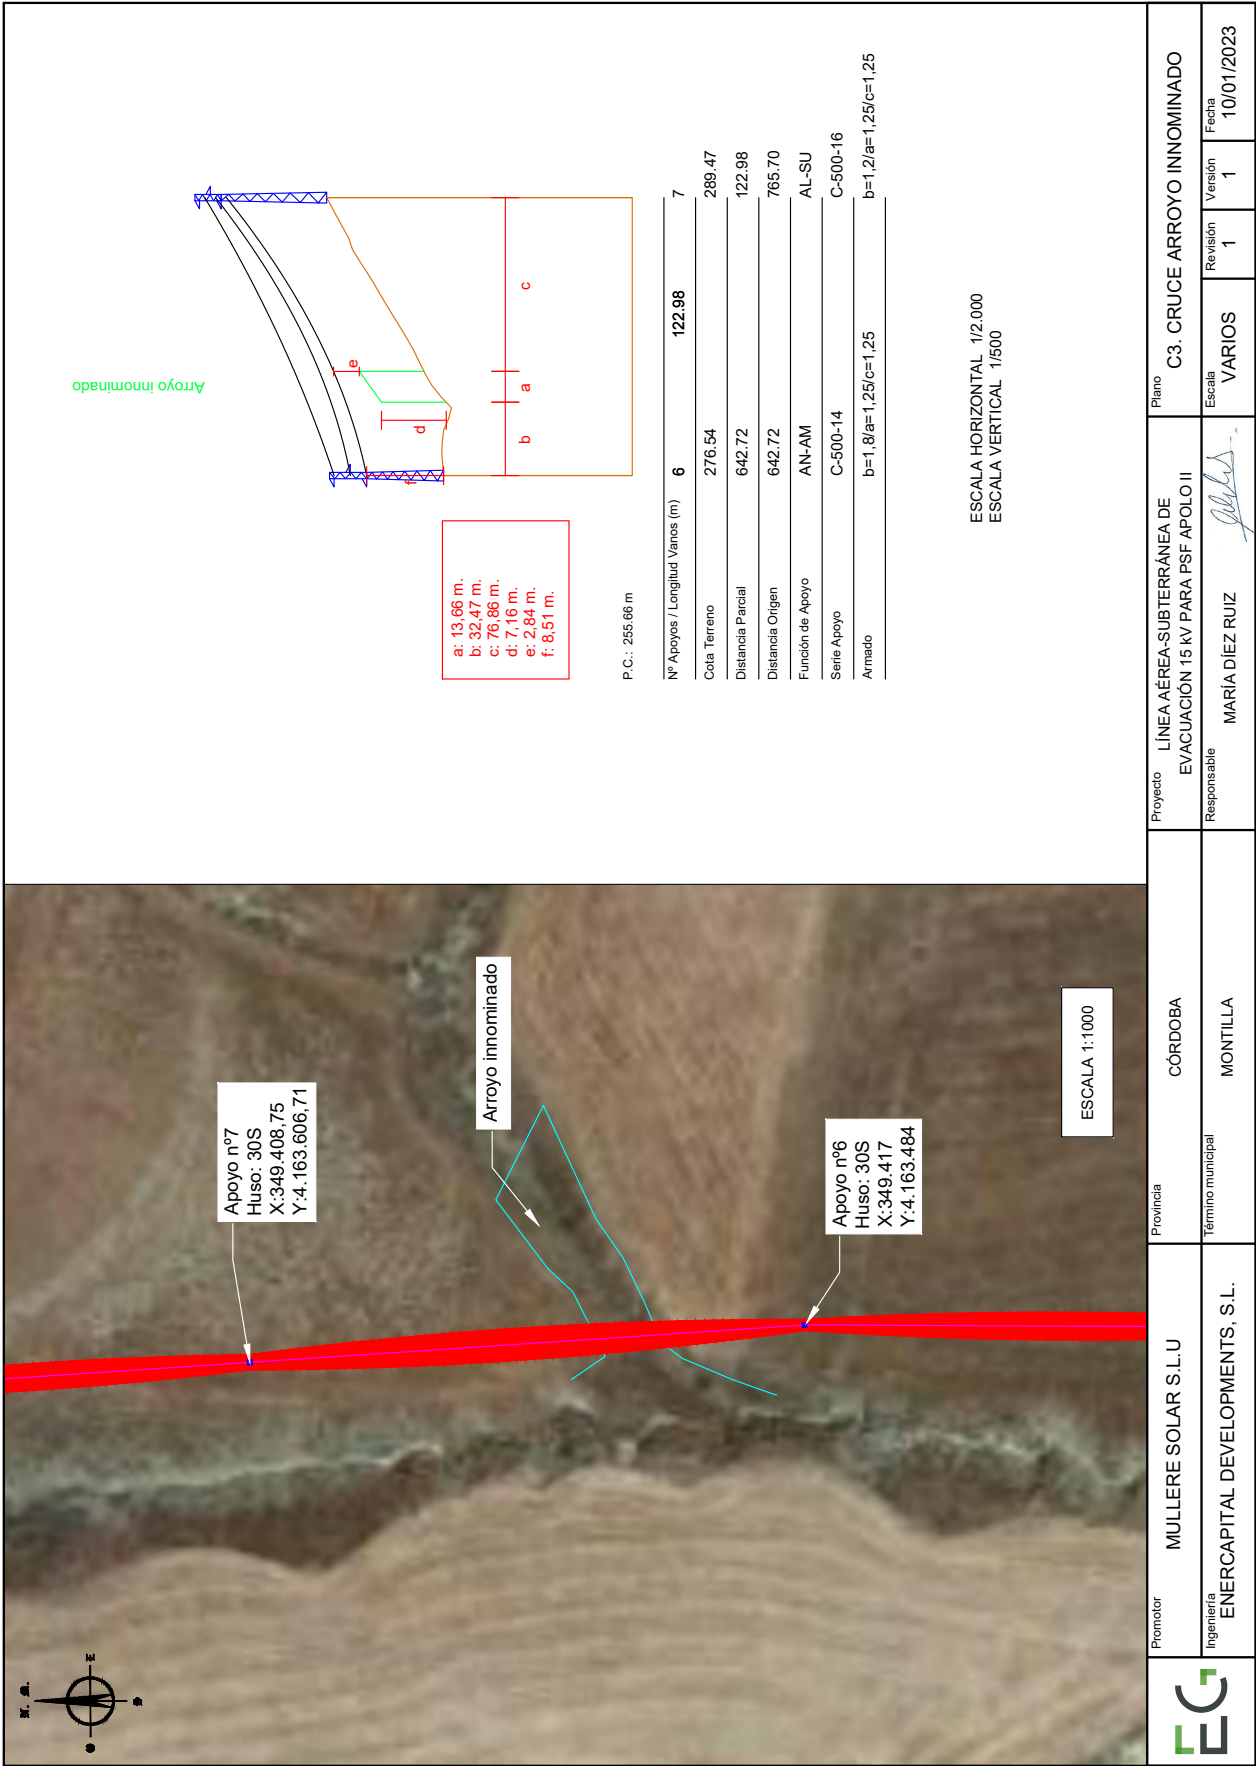 Arroyo innominado
e
d
f
b
a
c
a: 13,66 m.
b: 32,47 m.
c: 76,86 m.
d: 7,16 m.
e: 2,84 m.
f: 8,51 m.
P.C.: 255.66 m
Nº Apoyos / Longitud Vanos (m) 6 122.98 7
Cota Terreno 276.54 289.47
Distancia Parcial 642.72 122.98
Distancia Origen 642.72 765.70
Función de Apoyo AN-AM AL-SU
Serie Apoyo C-500-14 C-500-16
Armado b=1,8/a=1,25/c=1,25 b=1,2/a=1,25/c=1,25
ESCALA HORIZONTAL 1/2.000
ESCALA VERTICAL 1/500
E
Apoyo nº7
Huso: 30S
X:349.408,75
Y:4.163.606,71
Arroyo innominado
Apoyo nº6
Huso: 30S
X:349.417
Y:4.163.484
ESCALA 1:1000
EG
Promotor
MULLERE SOLAR S.L.U
Ingeniería
ENERCAPITAL DEVELOPMENTS, S.L.
Provincia
CÓRDOBA
Término municipal
MONTILLA
Proyecto
LÍNEA AÉREA-SUBTERRÁNEA DE
EVACUACIÓN 15 kV PARA PSF APOLO II
Responsable
MARÍA DÍEZ RUIZ
Plano
C3. CRUCE ARROYO INNOMINADO
Escala
VARIOS
Revisión
1
Versión
1
Fecha
10/01/2023